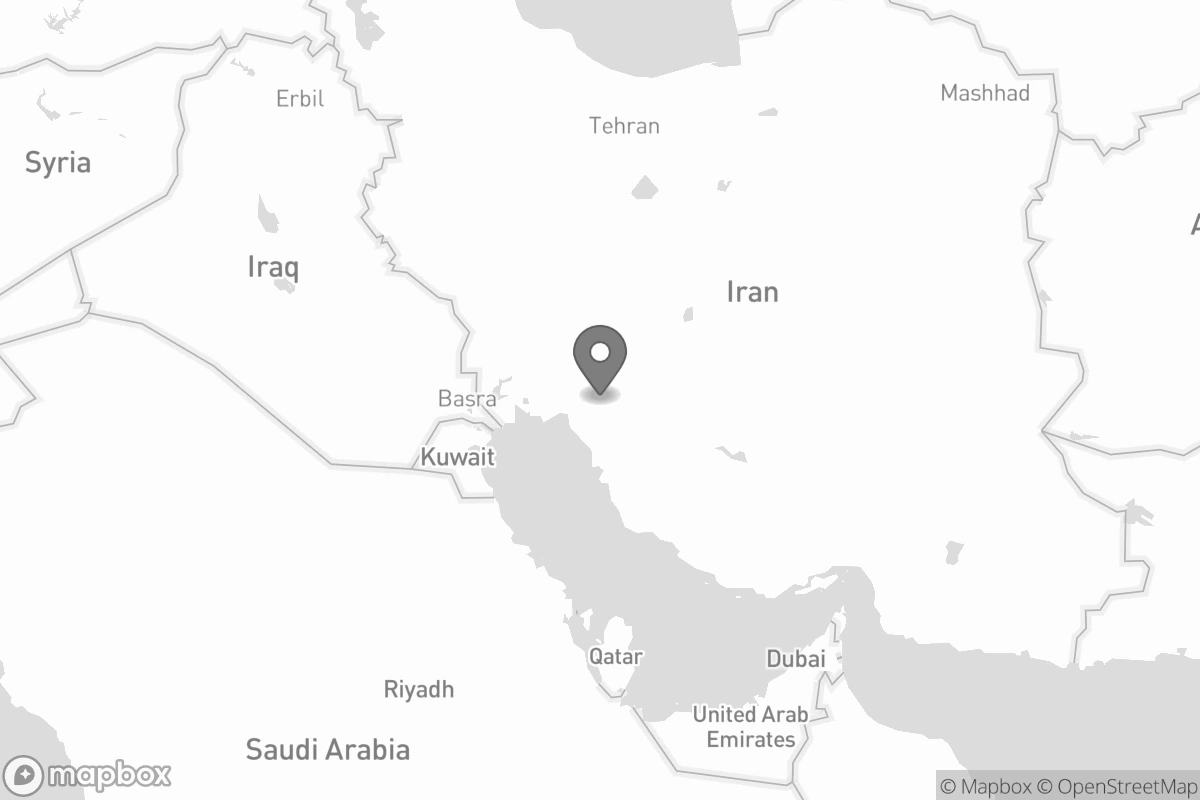 Mashhad
Erbil
Tehran
Syria
Iraq
Iran
Basra
Kuwait
Qatar
Dubai
Riyadh
United Arab
Emirates
Saudi Arabia
mapbox
© Mapbox © OpenStreetMap